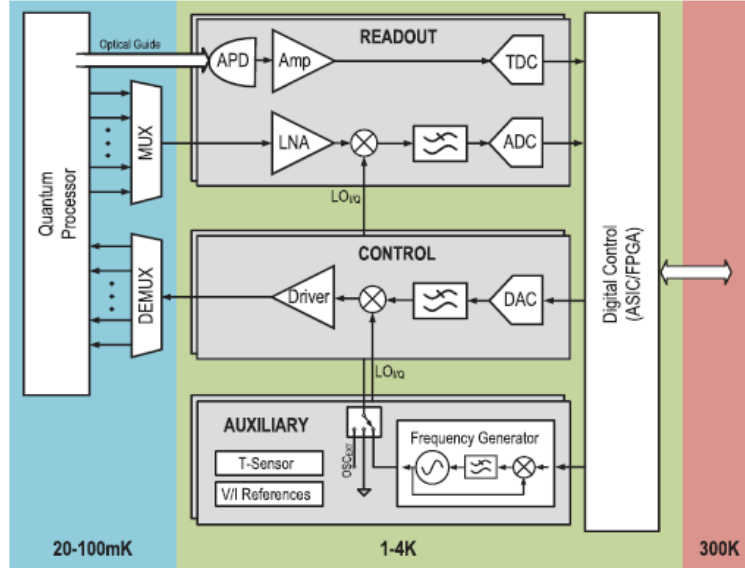 READOUT
Optical Guide
APD
Amp
TDC
MUX
LNA
ADC
Quantum
Processor
LO_I/Q
CONTROL
DEMUX
Driver
DAC
Digital Control
(ASIC/FPGA)
LO_I/Q
AUXILIARY
Frequency Generator
T-Sensor
OSC_EXT
V/I References
20-100mK
1-4K
300K